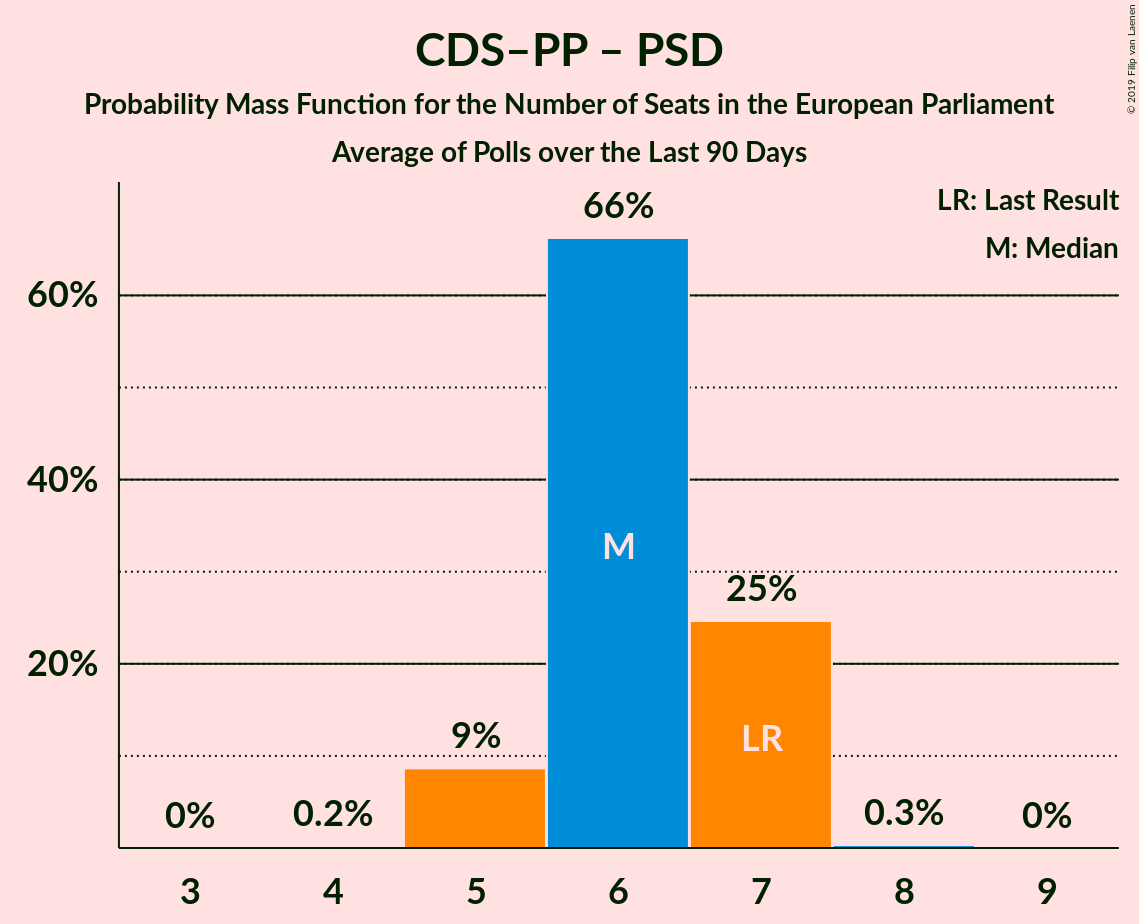 CDS–PP – PSD
Probability Mass Function for the Number of Seats in the European Parliament
Average of Polls over the Last 90 Days
© 2019 Filip van Laenen
LR: Last Result
M: Median
66%
60%
M
40%
25%
20%
LR
9%
0%
0.2%
0.3%
0%
3 4 5 6 7 8 9